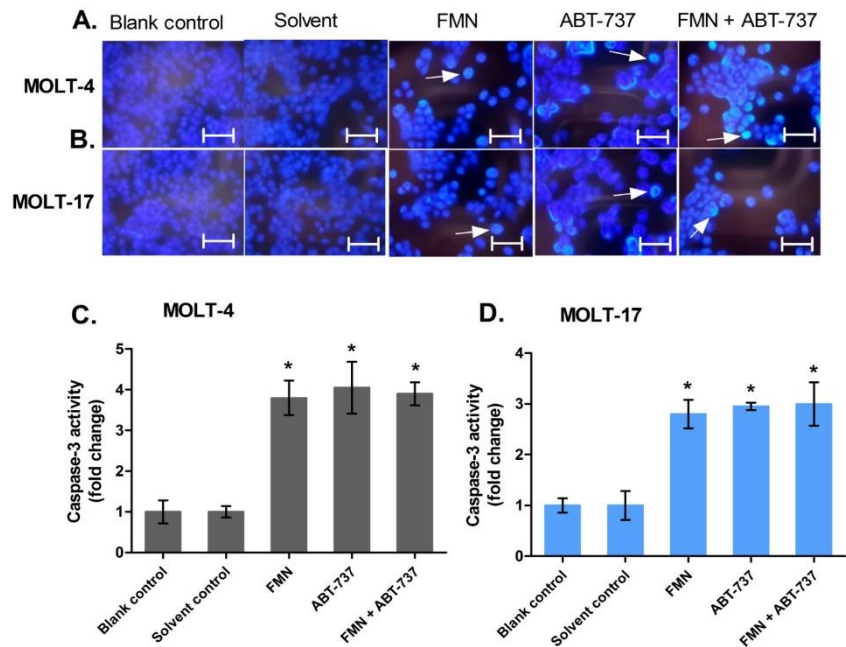 A. Blank control Solvent FMN ABT-737 FMN + ABT-737
MOLT-4
B.
MOLT-17
C. MOLT-4
Caspase-3 activity
(fold change)
5
4
3
2
1
0
* * *
Blank control
Solvent control
FMN
ABT-737
FMN + ABT-737
D. MOLT-17
Caspase-3 activity
(fold change)
4
3
2
1
0
* * *
Blank control
Solvent control
FMN
ABT-737
FMN + ABT-737